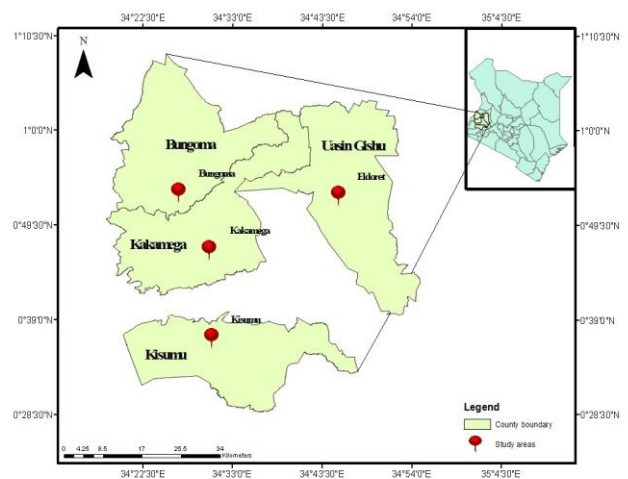 34°22'30"E 34°33'0"E 34°43'30"E 34°54'0"E 35°4'30"E
1°10'30"N 1°10'30"N
N
1°0'0"N 1°0'0"N
Bungoma
Uasin Gishu
Bungoma
Eldoret
0°49'30"N 0°49'30"N
Kakamega
Kakamega
0°39'0"N 0°39'0"N
Kisumu
Kisumu
Legend
County boundary
Study areas
0°28'30"N 0°28'30"N
0 4.25 8.5 17 25.5 34
Kilometers
34°22'30"E 34°33'0"E 34°43'30"E 34°54'0"E 35°4'30"E